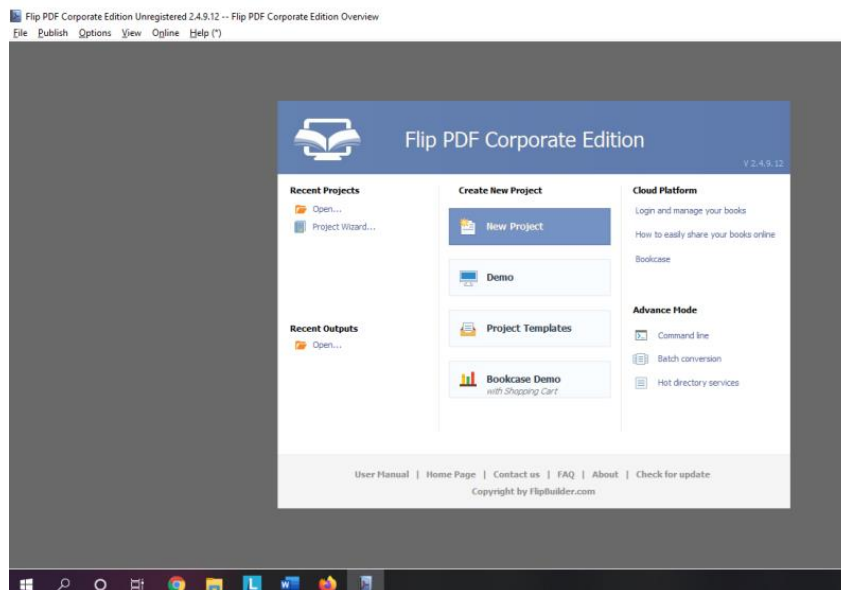 Flip PDF Corporate Edition Unregistered 2.4.9.12 -- Flip PDF Corporate Edition Overview
File Publish Options View Online Help (*)
Flip PDF Corporate Edition
V 2.4.9.12
Recent Projects
Open...
Project Wizard...
Recent Outputs
Open...
Create New Project
New Project
Demo
Project Templates
Bookcase Demo
with Shopping Cart
Cloud Platform
Login and manage your books
How to easily share your books online
Bookcase
Advance Mode
Command line
Batch conversion
Hot directory services
User Manual | Home Page | Contact us | FAQ | About | Check for update
Copyright by FlipBuilder.com
L
W